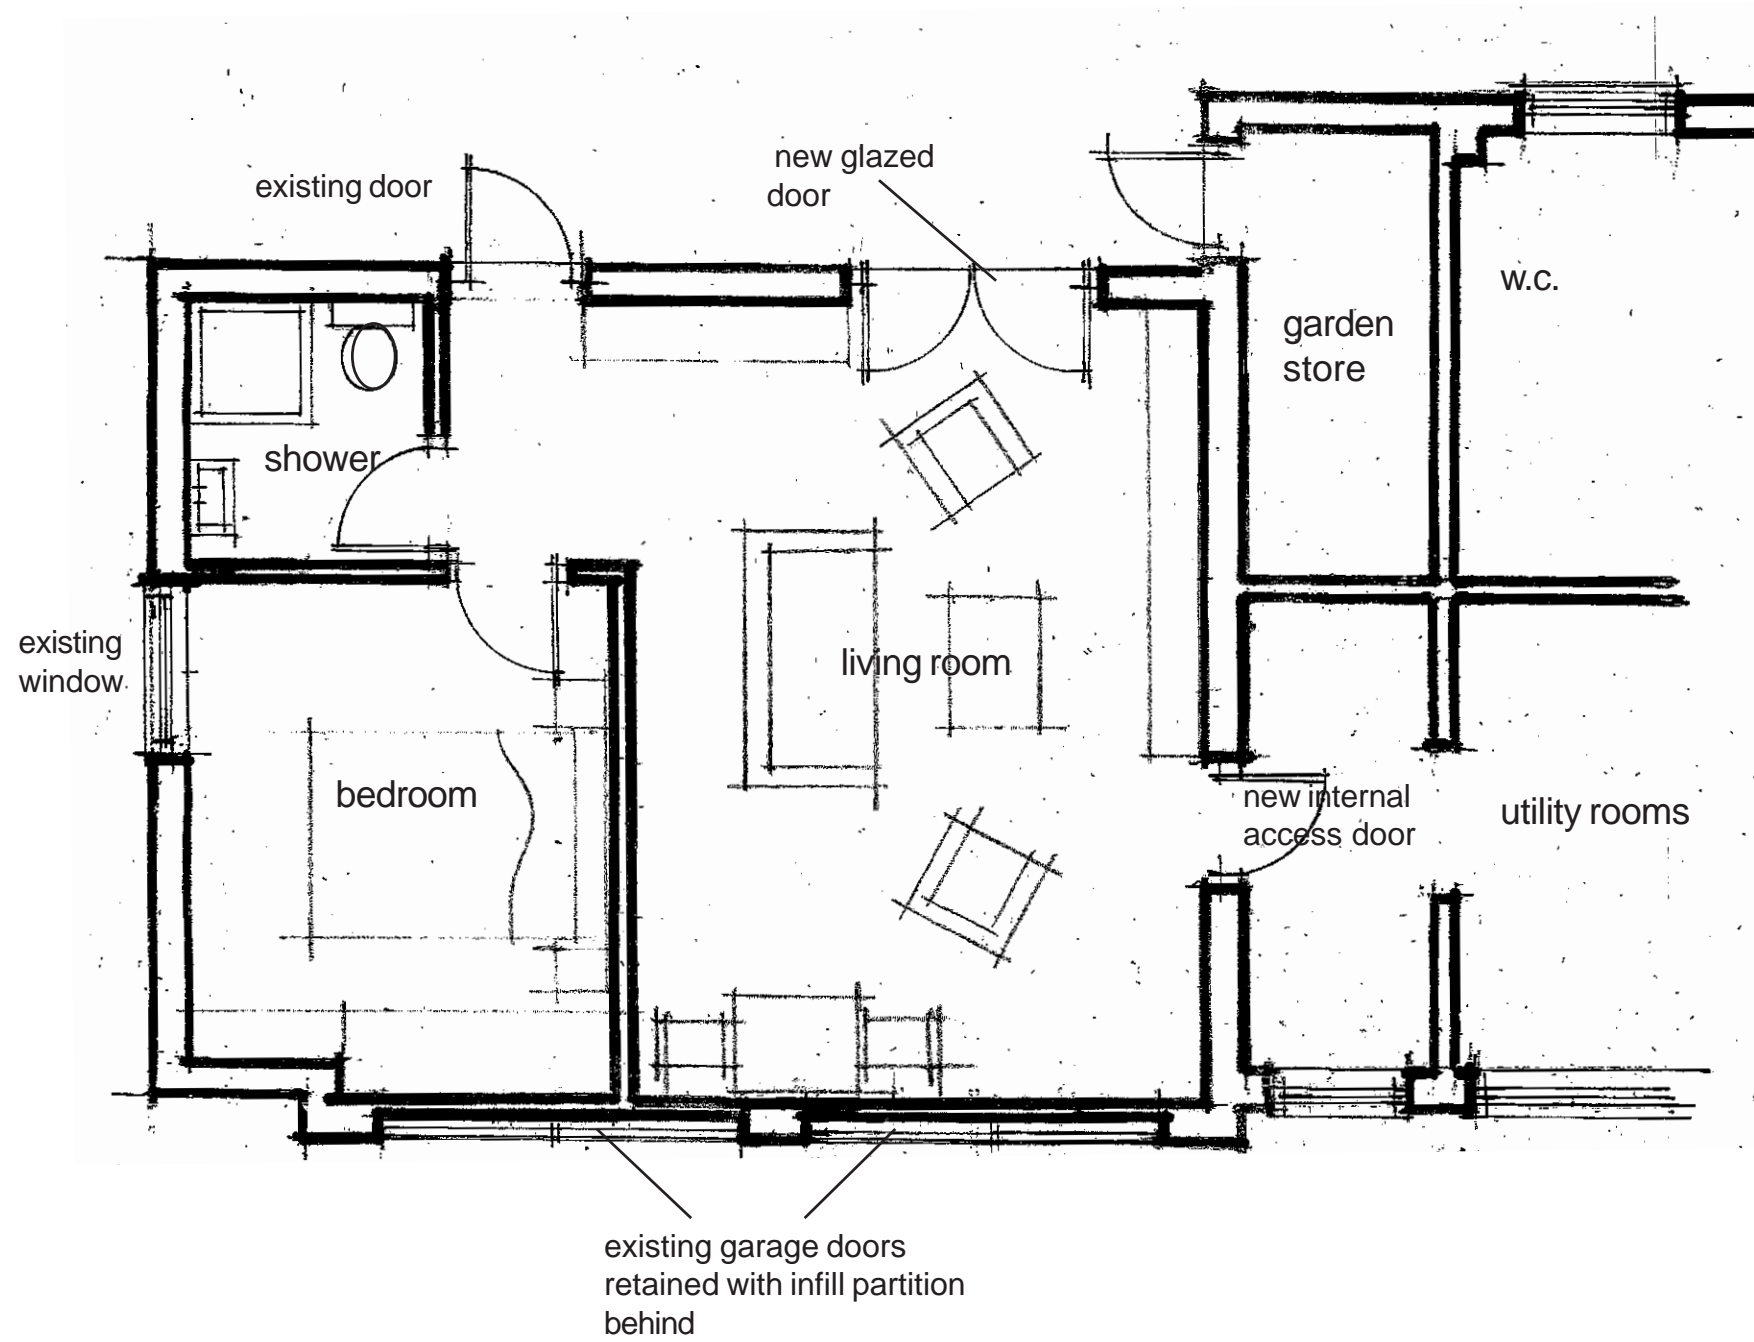 new glazed
door
existing door
w.c.
garden
store
shower
existing
window
living room
bedroom
new internal
access door
utility rooms
existing garage doors
retained with infill partition
behind